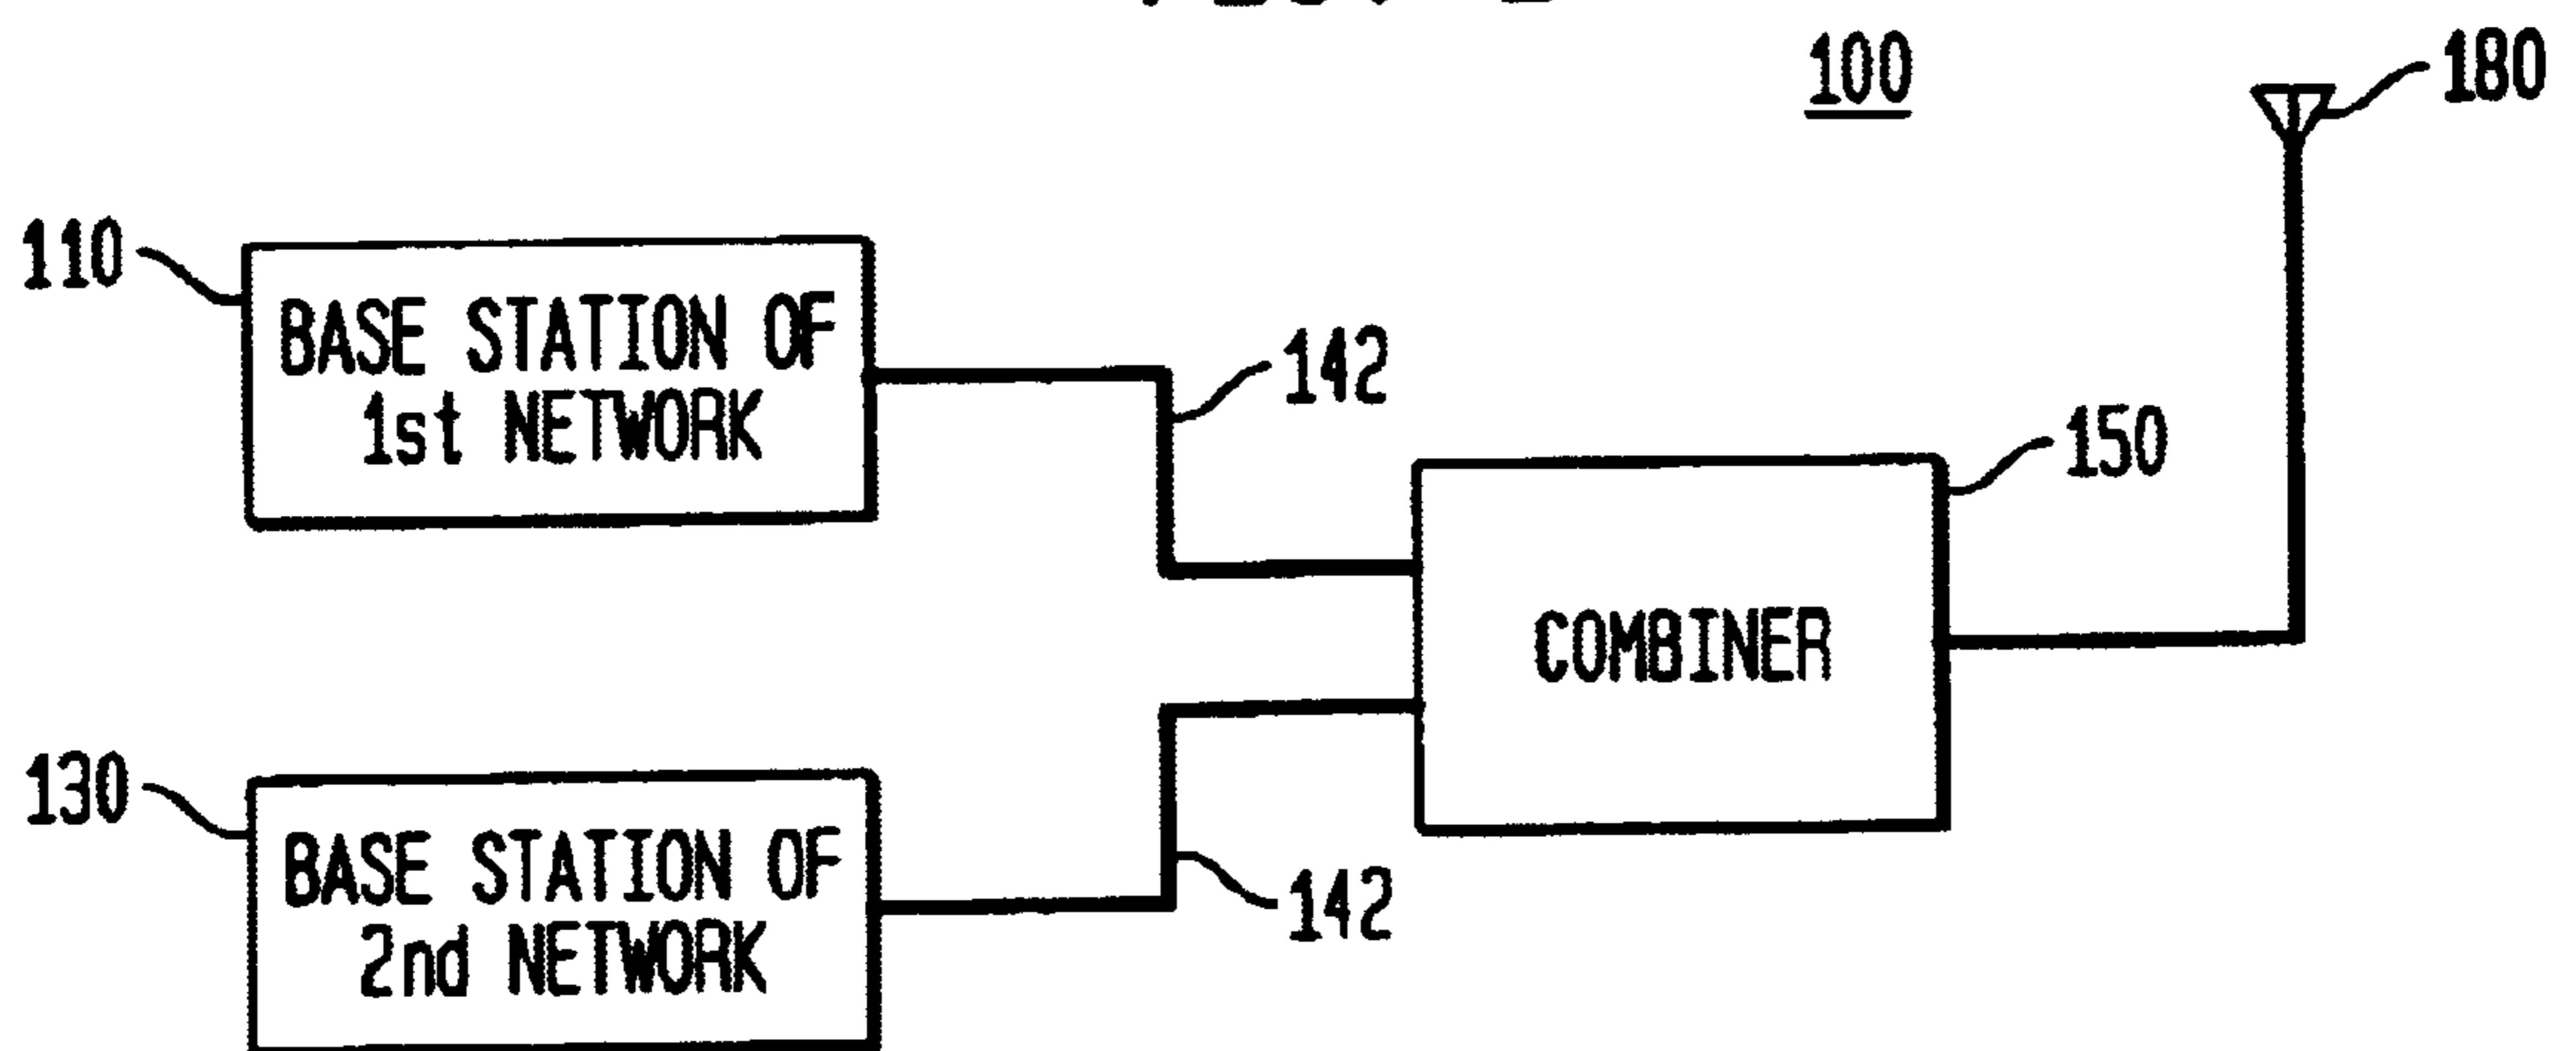 100
180
110
BASE STATION OF
1st NETWORK
142
150
COMBINER
130
BASE STATION OF
2nd NETWORK
142